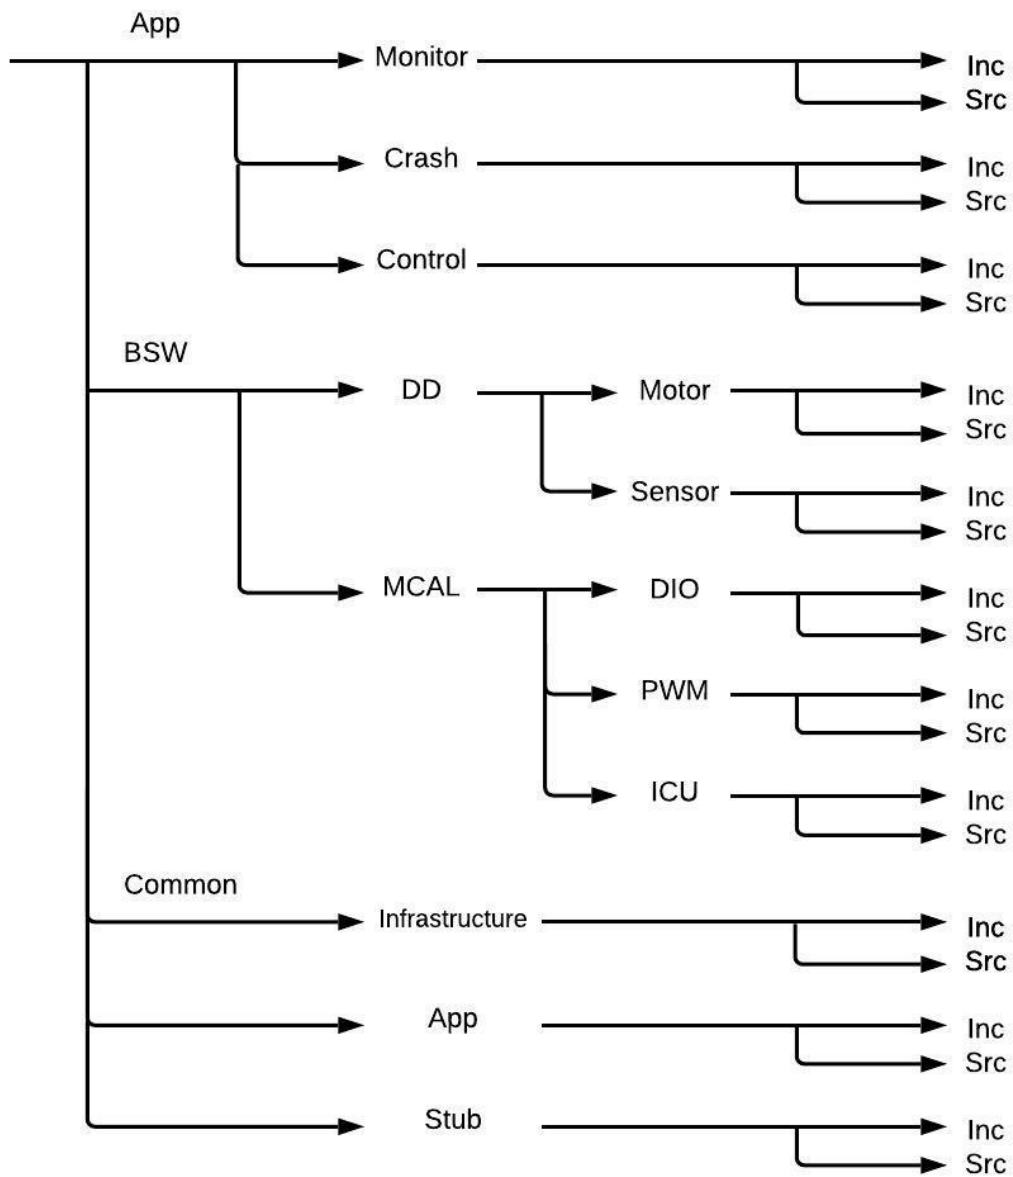 App
Monitor Inc
Src
Crash Inc
Src
Control Inc
Src
BSW
DD Motor Inc
Src
Sensor Inc
Src
MCAL DIO Inc
Src
PWM Inc
Src
ICU Inc
Src
Common
Infrastructure Inc
Src
App Inc
Src
Stub Inc
Src